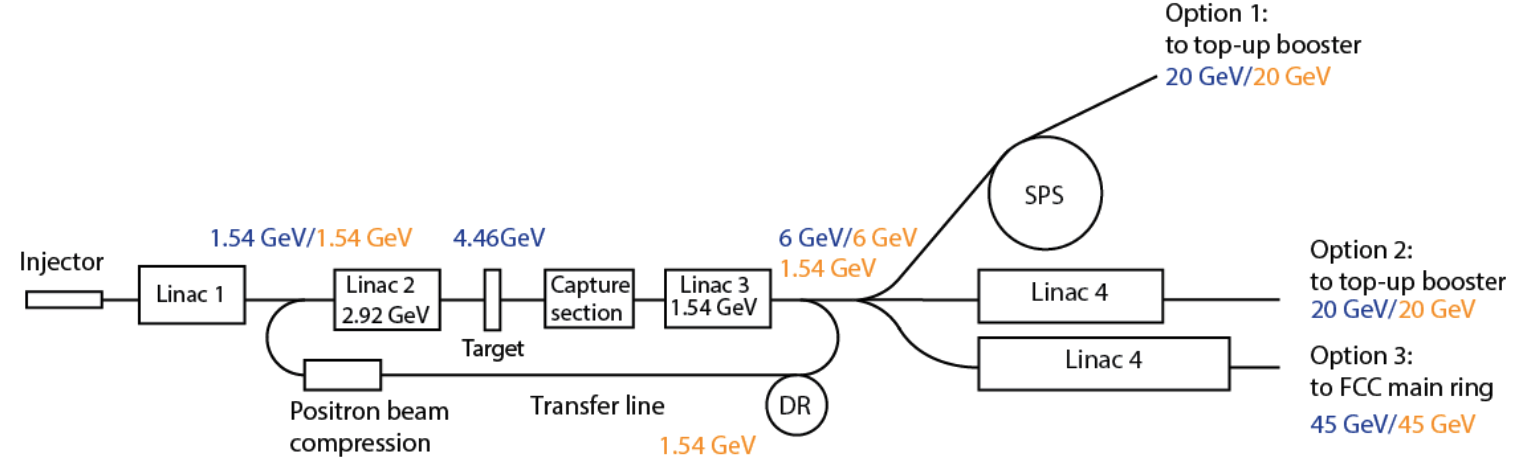 Option 1:
to top-up booster
20 GeV/20 GeV
SPS
1.54 GeV/1.54 GeV
4.46GeV
6 GeV/6 GeV
1.54 GeV
Injector
Linac 1
Linac 2
2.92 GeV
Target
Capture
section
Linac 3
1.54 GeV
Linac 4
Option 2:
to top-up booster
20 GeV/20 GeV
Linac 4
Option 3:
to FCC main ring
45 GeV/45 GeV
Positron beam
compression
Transfer line
DR
1.54 GeV